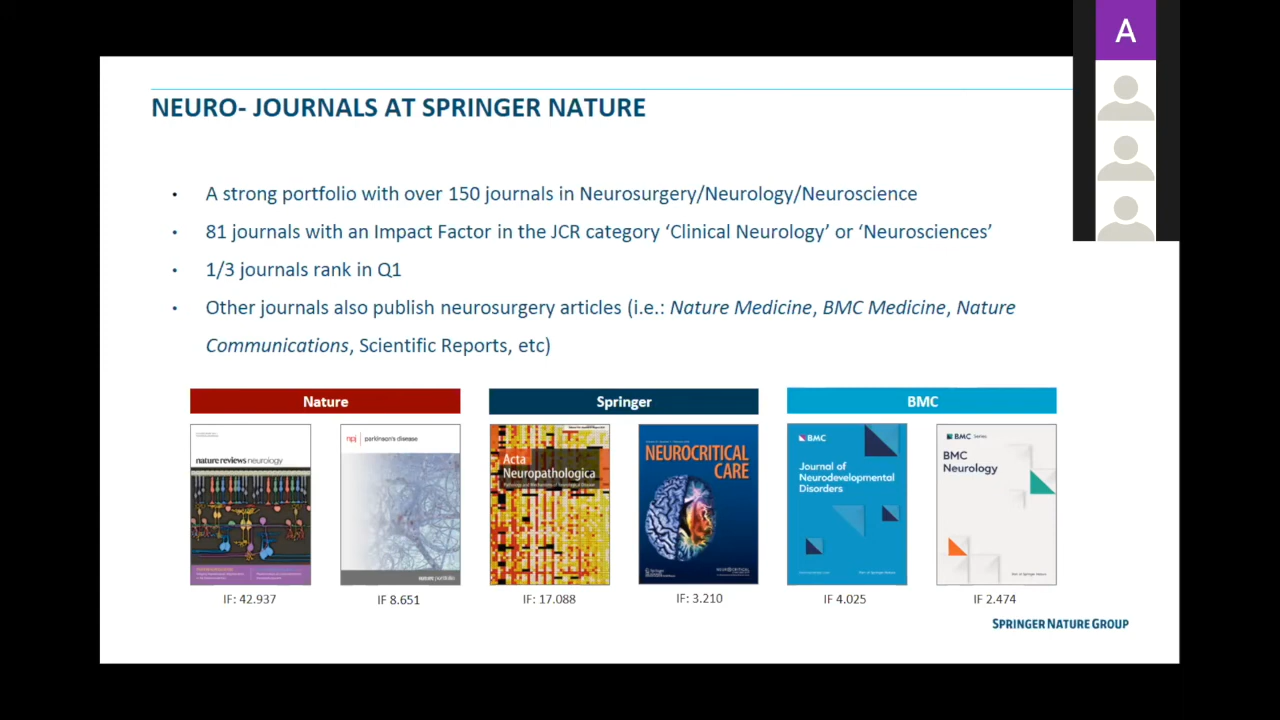 A
NEURO- JOURNALS AT SPRINGER NATURE
• A strong portfolio with over 150 journals in Neurosurgery/Neurology/Neuroscience
• 81 journals with an Impact Factor in the JCR category ‘Clinical Neurology’ or ‘Neurosciences’
• 1/3 journals rank in Q1
• Other journals also publish neurosurgery articles (i.e.: Nature Medicine, BMC Medicine, Nature
Communications, Scientific Reports, etc)
Nature
Springer
BMC
nature reviews neurology
npj parkinson's disease
nature portfolio
Acta
Neuropathologica
NEUROCRITICAL
CARE
Springer
BMC
Journal of
Neurodevelopmental
Disorders
BMC Series
BMC
Neurology
IF: 42.937
IF 8.651
IF: 17.088
IF: 3.210
IF 4.025
IF 2.474
SPRINGER NATURE GROUP